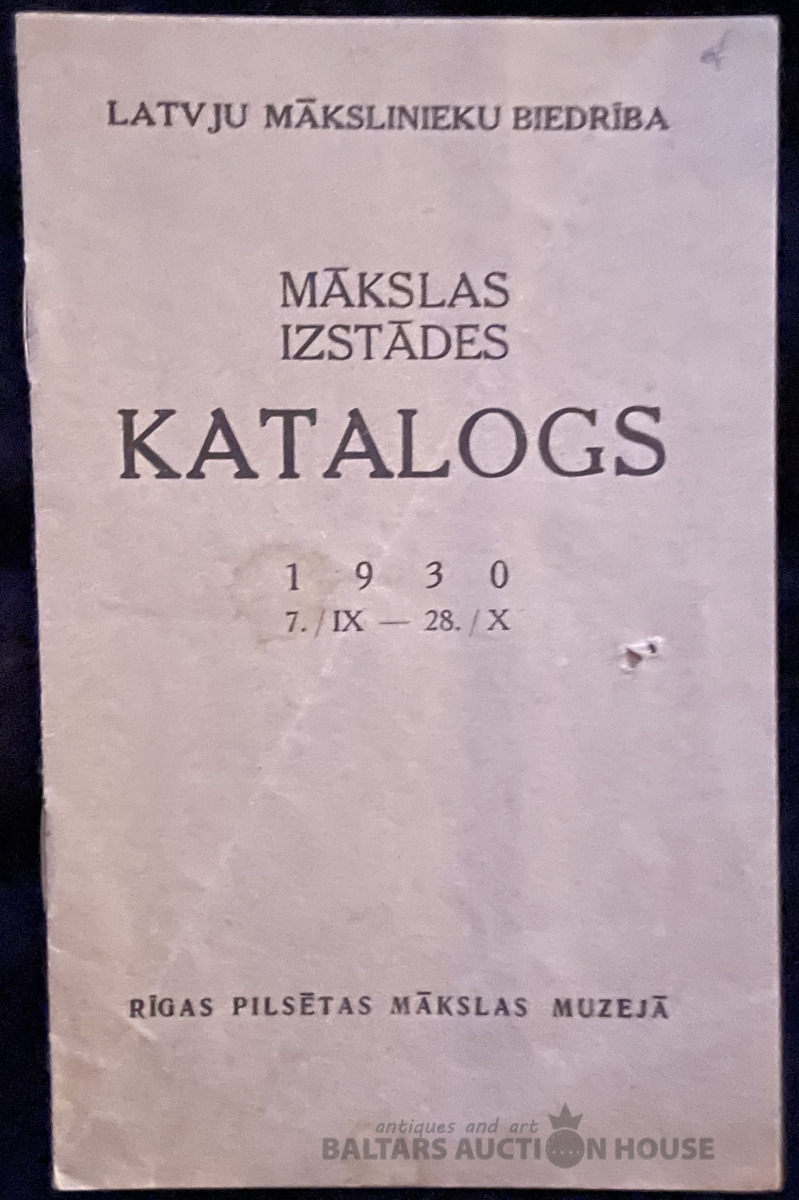 LATVJU MĀKSLINIEKU BIEDRĪBA
MĀKSLAS
IZSTĀDES
KATALOGS
1 9 3 0
7. / IX — 28. / X
RĪGAS PILSĒTAS MĀKSLAS MUZEJĀ
antiques and art
BALTARS AUCTION HOUSE